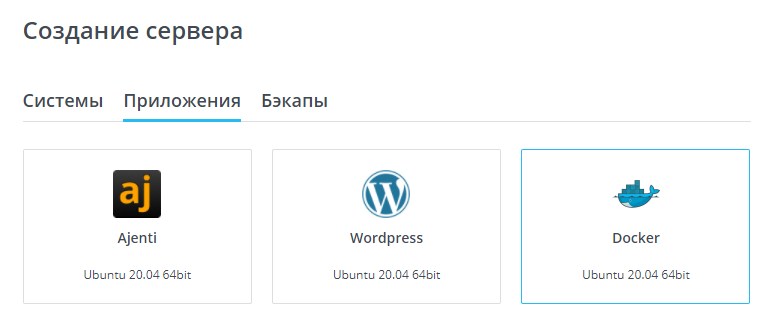 Создание сервера
Системы Приложения Бэкапы
aj
Ajenti Wordpress Docker
Ubuntu 20.04 64bit Ubuntu 20.04 64bit Ubuntu 20.04 64bit